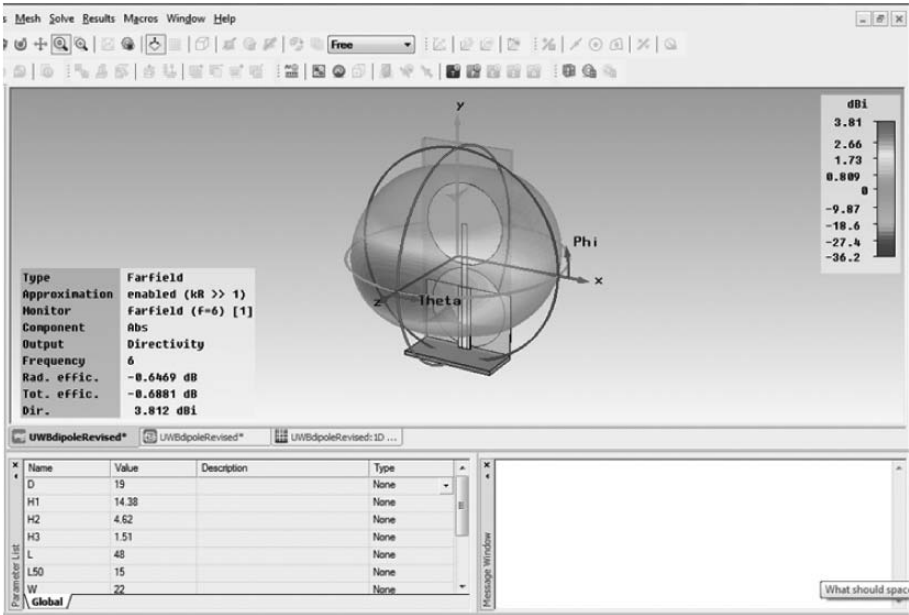 s Mesh Solve Results Macros Window Help
Free
y
dBi
3.81
2.66
1.73
0.809
0
-9.87
-18.6
-27.4
-36.2
Phi
x
z
Theta
Type Farfield
Approximation enabled (kR >> 1)
Monitor farfield (f=6) [1]
Component Abs
Output Directivity
Frequency 6
Rad. effic. -0.6469 dB
Tot. effic. -0.6881 dB
Dir. 3.812 dBi
UWBdipoleRevised* UWBdipoleRevised* UWBdipoleRevised:1D ...
Name Value Description Type
D 19 None
H1 14.38 None
H2 4.62 None
H3 1.51 None
L 48 None
L50 15 None
W 22 None
Global
Parameter List
Message Window
What should space